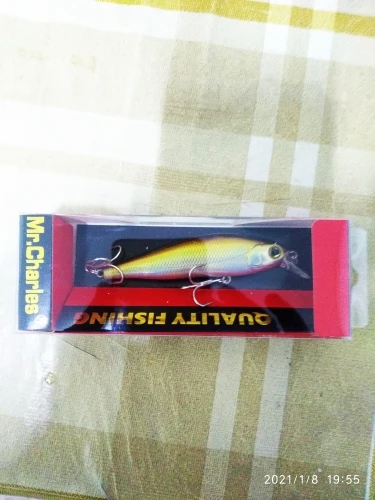 Mr.Charles
QUALITY FISHING
2021/1/8 19:55